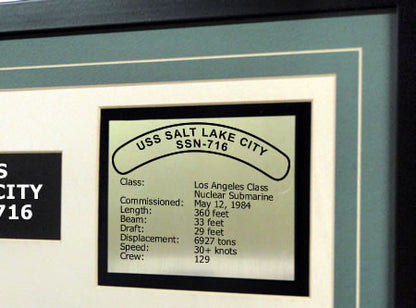 S
CITY
716
USS SALT LAKE CITY
SSN-716
Class: Los Angeles Class
Nuclear Submarine
Commissioned: May 12, 1984
Length: 360 feet
Beam: 33 feet
Draft: 29 feet
Displacement: 6927 tons
Speed: 30+ knots
Crew: 129